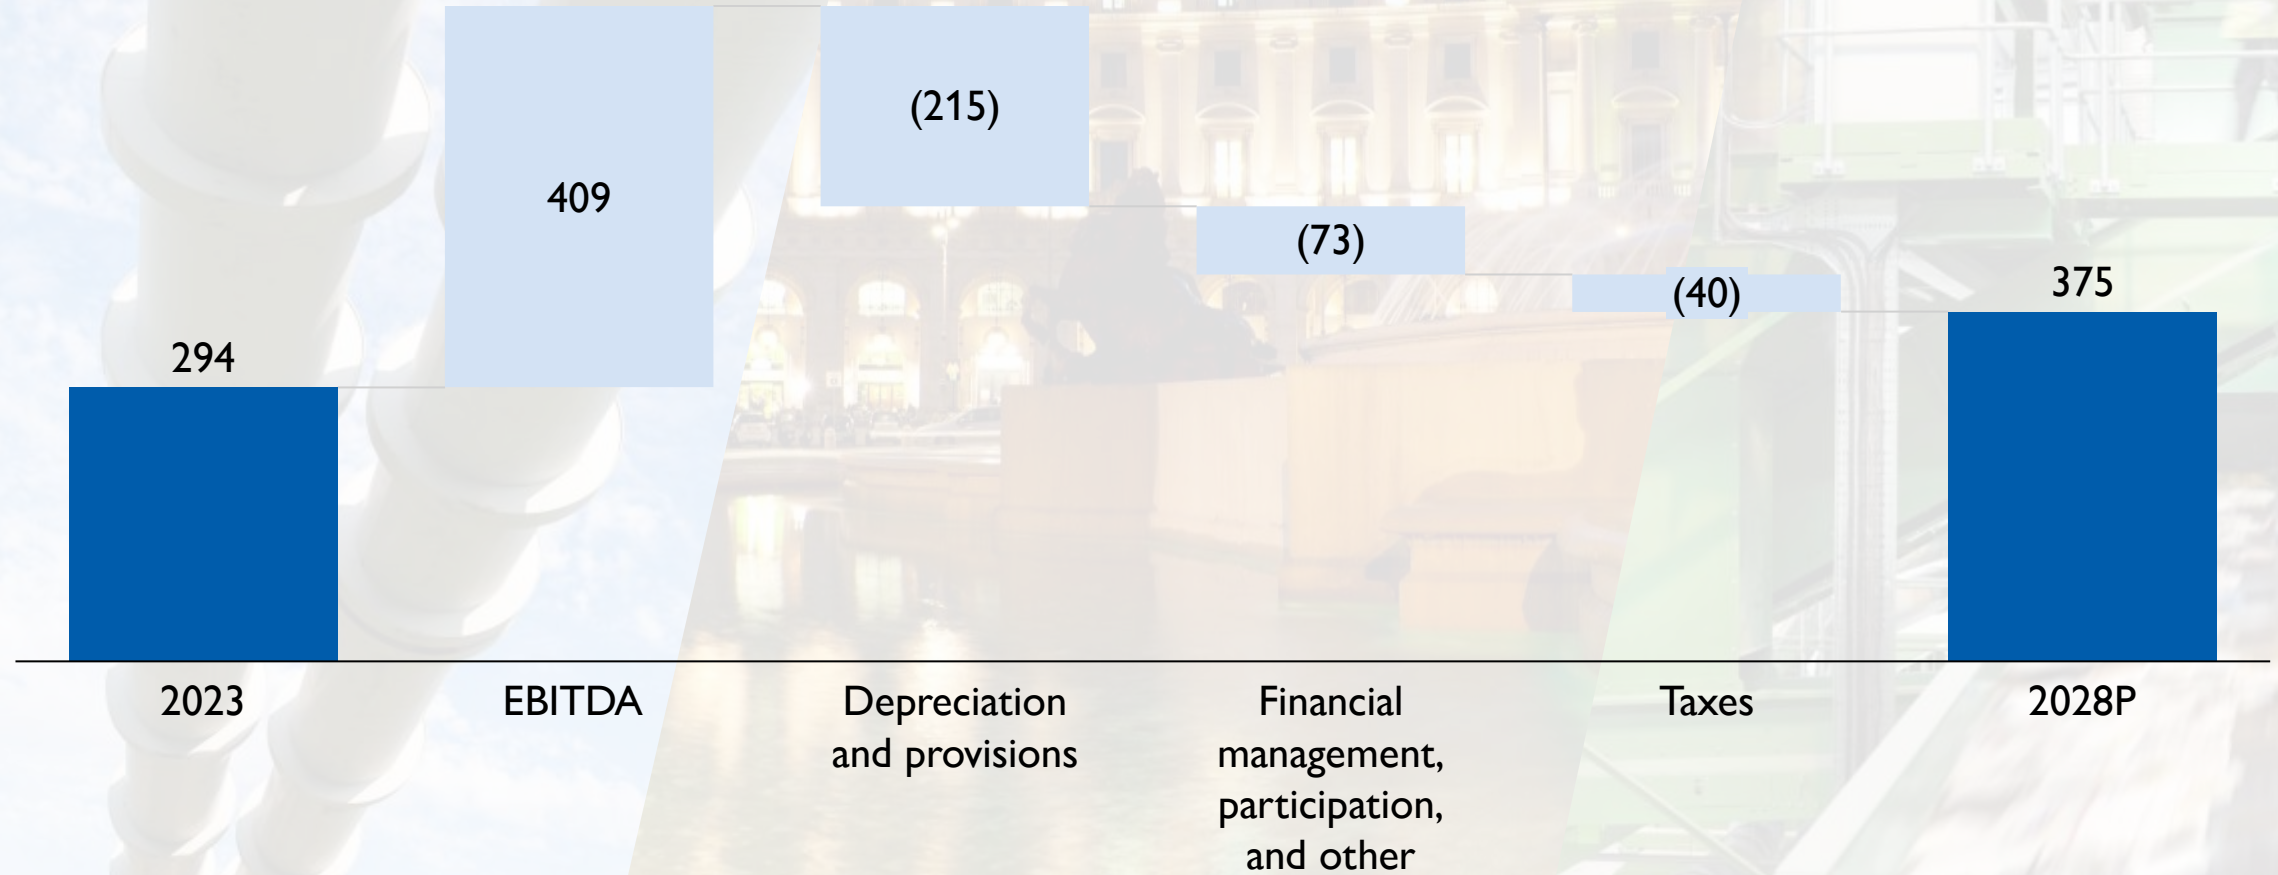 409
(215)
(73)
(40)
375
294
2023
EBITDA
Depreciation
and provisions
Financial
management,
participation,
and other
Taxes
2028P